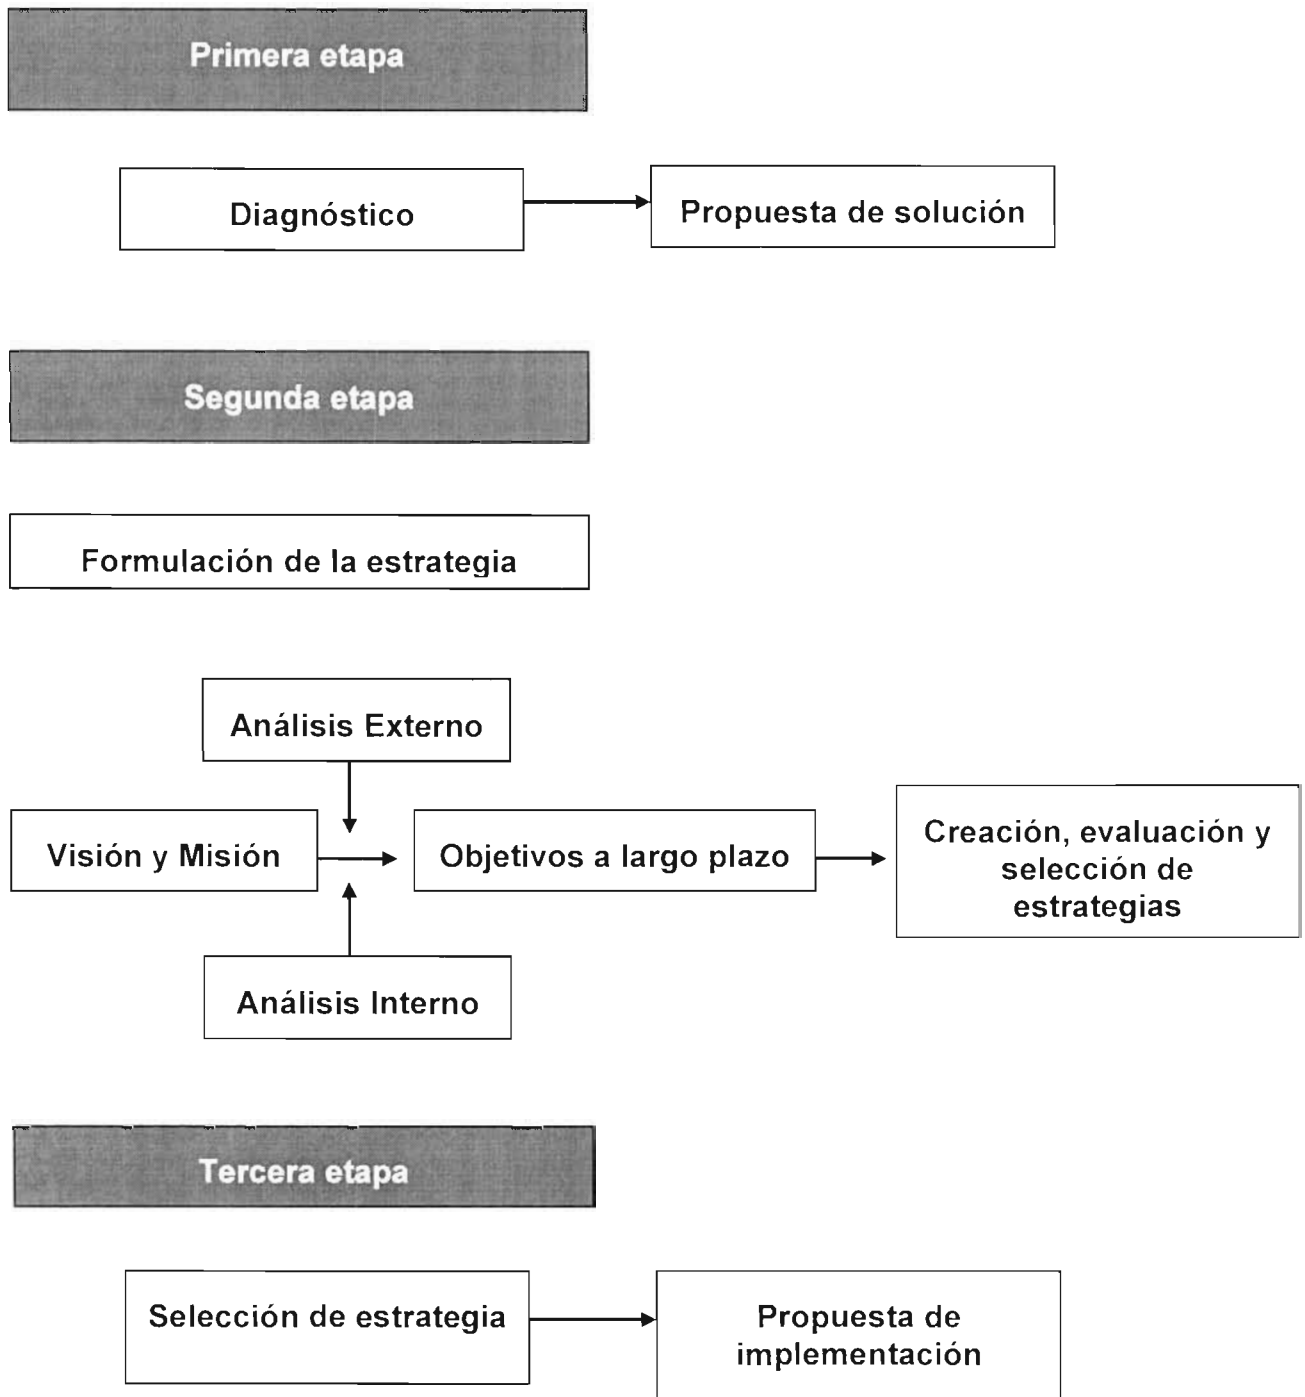 Primera etapa
Diagnóstico
Propuesta de solución
Segunda etapa
Formulación de la estrategia
Análisis Externo
Visión y Misión
Objetivos a largo plazo
Creación, evaluación y
selección de
estrategias
Análisis Interno
Tercera etapa
Selección de estrategia
Propuesta de
implementación